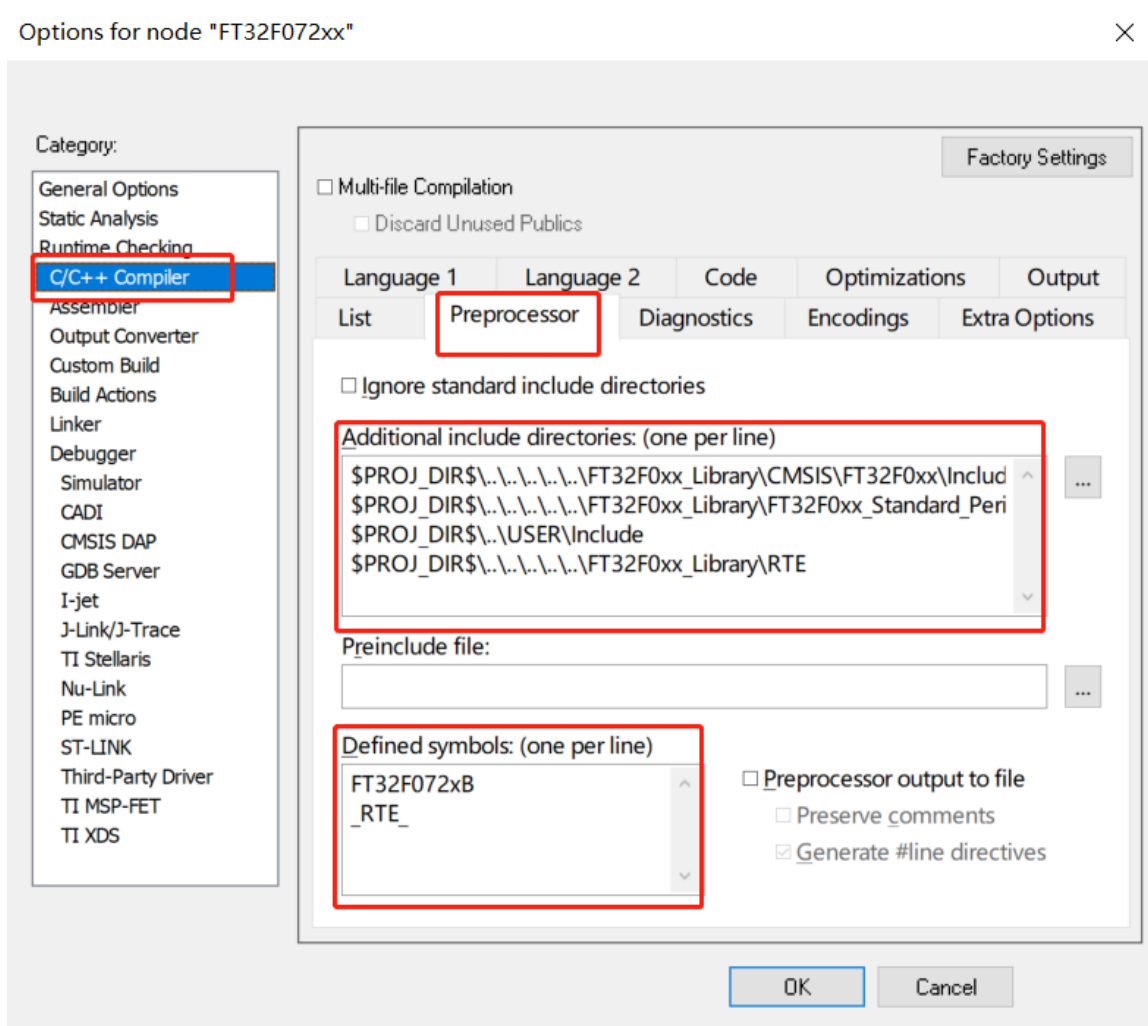 Options for node "FT32F072xx"
Category:
General Options
Static Analysis
Runtime Checking
C/C++ Compiler
Assembler
Output Converter
Custom Build
Build Actions
Linker
Debugger
Simulator
CADI
CMSIS DAP
GDB Server
I-jet
J-Link/J-Trace
TI Stellaris
Nu-Link
PE micro
ST-LINK
Third-Party Driver
TI MSP-FET
TI XDS
Factory Settings
Multi-file Compilation
Discard Unused Publics
Language 1 Language 2 Code Optimizations Output
List Preprocessor Diagnostics Encodings Extra Options
Ignore standard include directories
Additional include directories: (one per line)
$PROJ_DIR$\..\..\..\..\..\FT32F0xx_Library\CMSIS\FT32F0xx\Includ
$PROJ_DIR$\..\..\..\..\..\FT32F0xx_Library\FT32F0xx_Standard_Peri
$PROJ_DIR$\..\USER\Include
$PROJ_DIR$\..\..\..\..\..\FT32F0xx_Library\RTE
...
Preinclude file:
...
Defined symbols: (one per line)
FT32F072xB
_RTE_
Preprocessor output to file
Preserve comments
Generate #line directives
OK Cancel